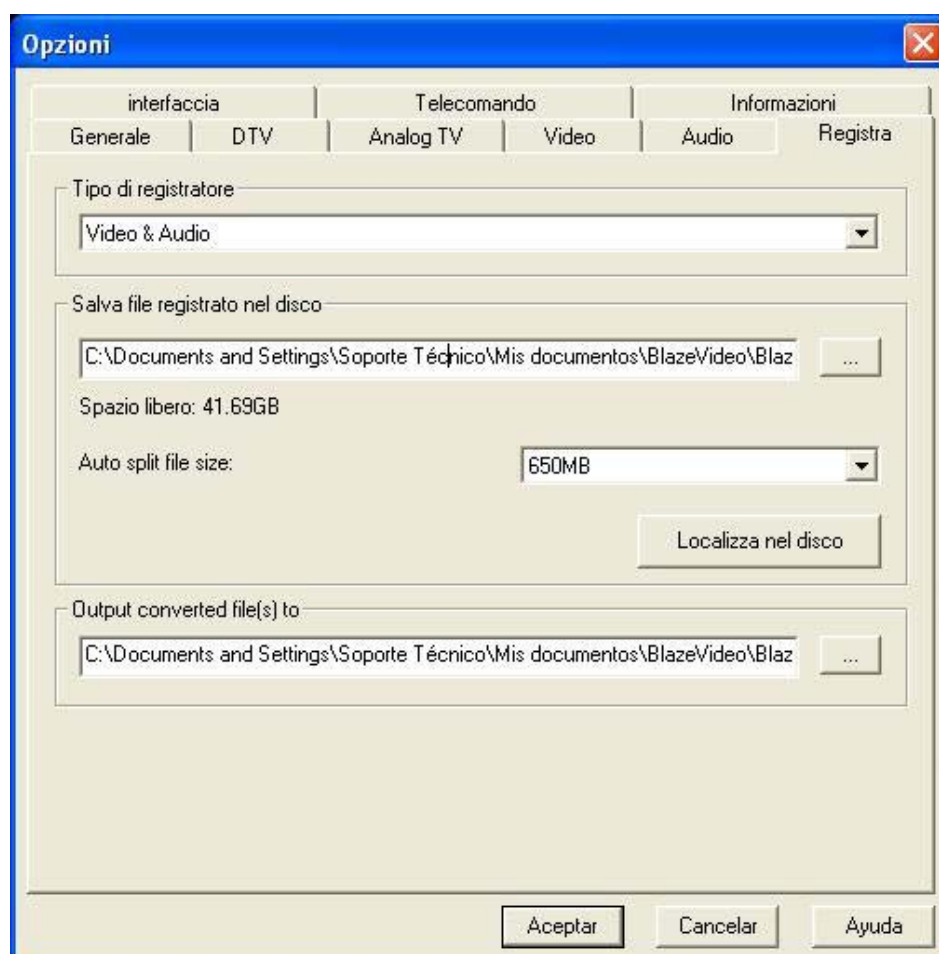 Opzioni
interfaccia Telecomando Informazioni
Generale DTV Analog TV Video Audio Registra
Tipo di registratore
Video & Audio
Salva file registrato nel disco
C:\Documents and Settings\Soporte Técnico\Mis documentos\BlazeVideo\Blaz ...
Spazio libero: 41.69GB
Auto split file size: 650MB
Localizza nel disco
Output converted file(s) to
C:\Documents and Settings\Soporte Técnico\Mis documentos\BlazeVideo\Blaz ...
Aceptar Cancelar Ayuda